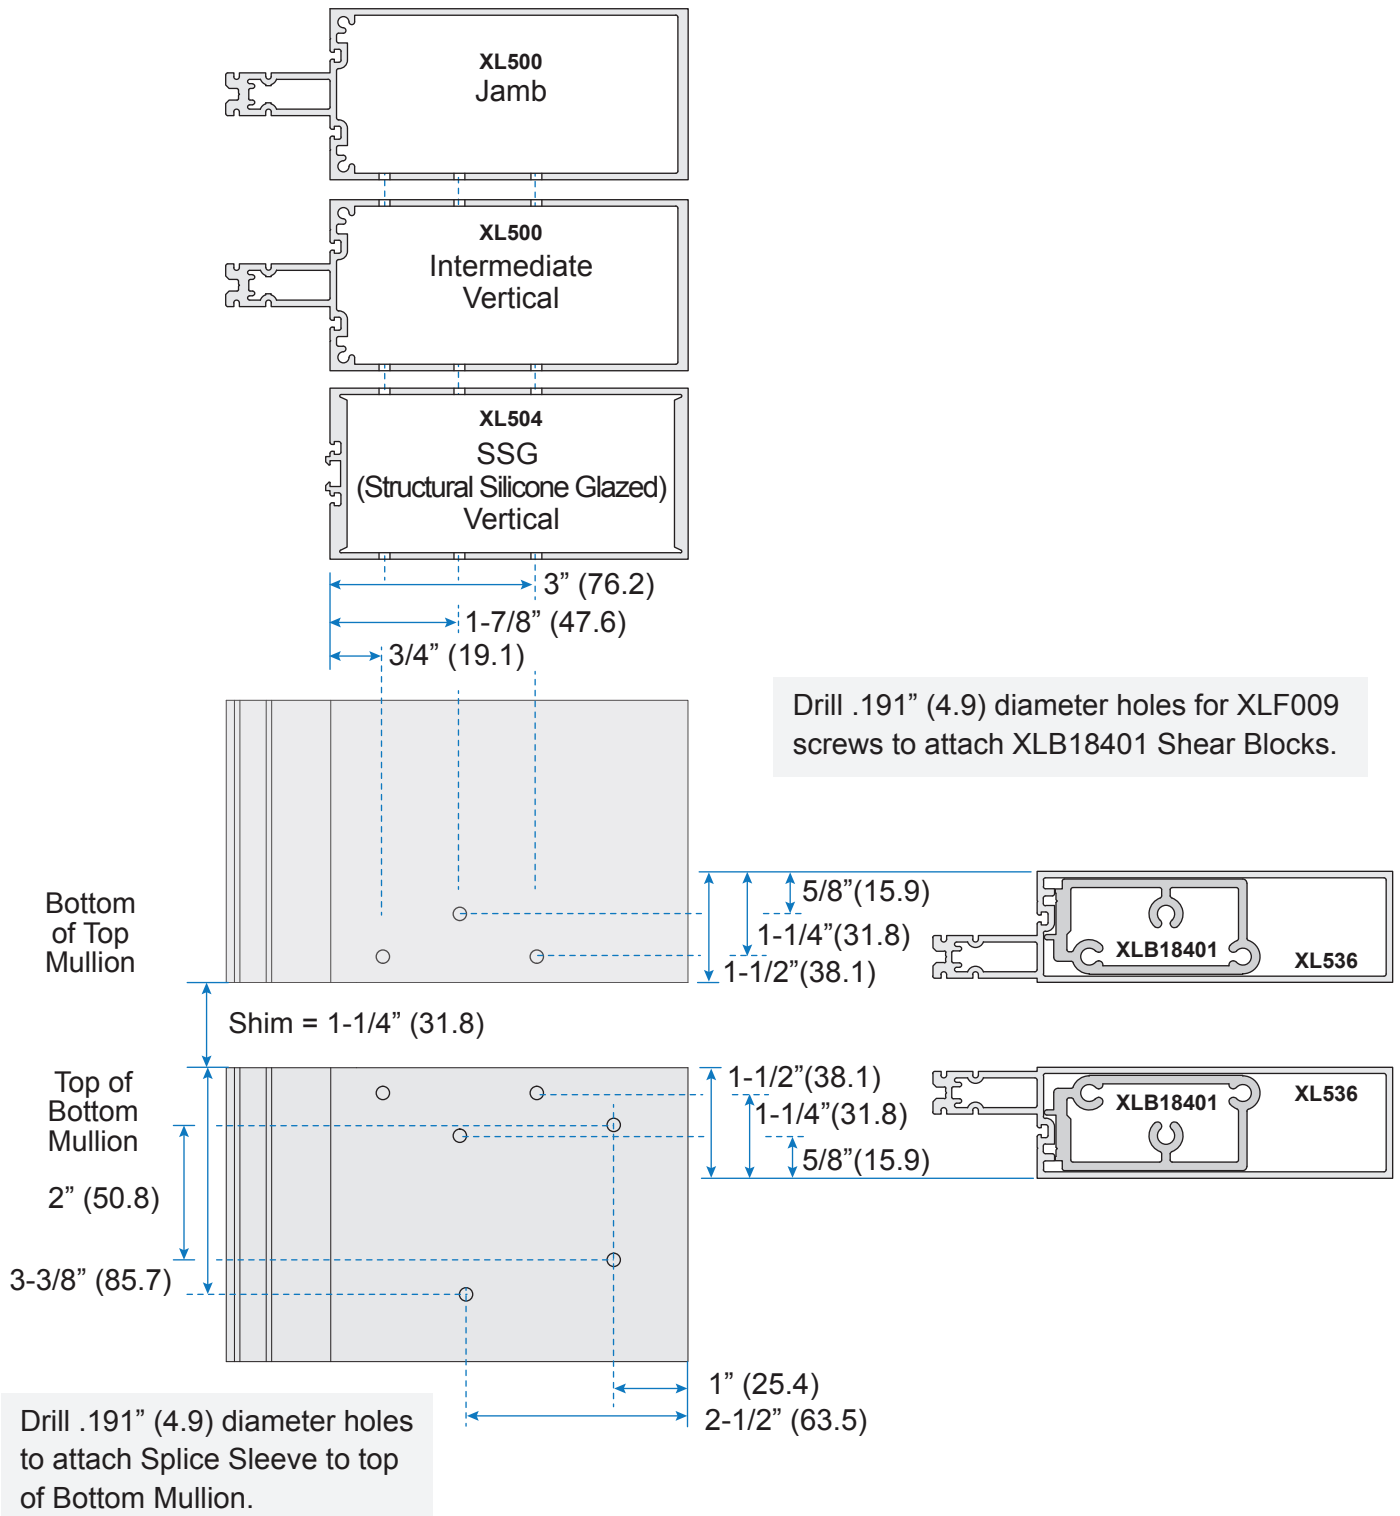 XL500
Jamb
XL500
Intermediate
Vertical
XL504
SSG
(Structural Silicone Glazed)
Vertical
3” (76.2)
1-7/8” (47.6)
3/4” (19.1)
Drill .191” (4.9) diameter holes for XLF009
screws to attach XLB18401 Shear Blocks.
Bottom
of Top
Mullion
5/8”(15.9)
1-1/4”(31.8)
1-1/2”(38.1)
XLB18401
XL536
Shim = 1-1/4” (31.8)
Top of
Bottom
Mullion
1-1/2”(38.1)
1-1/4”(31.8)
5/8”(15.9)
XLB18401
XL536
2” (50.8)
3-3/8” (85.7)
1” (25.4)
2-1/2” (63.5)
Drill .191” (4.9) diameter holes
to attach Splice Sleeve to top
of Bottom Mullion.